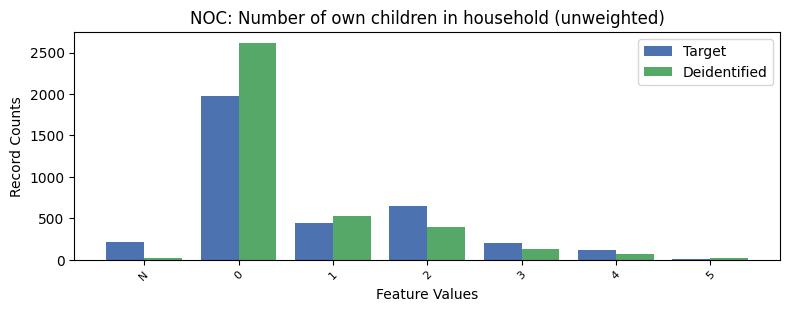 NOC: Number of own children in household (unweighted)
Target
Deidentified
Record Counts
2500
2000
1500
1000
500
0
N 0 1 2 3 4 5
Feature Values